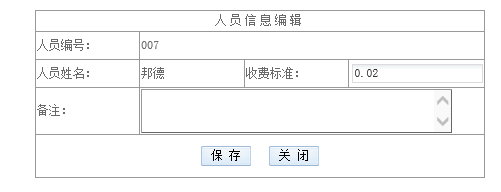 人员信息编辑
人员编号： 007
人员姓名： 邦德 收费标准： 0.02
备注：
保 存 关 闭